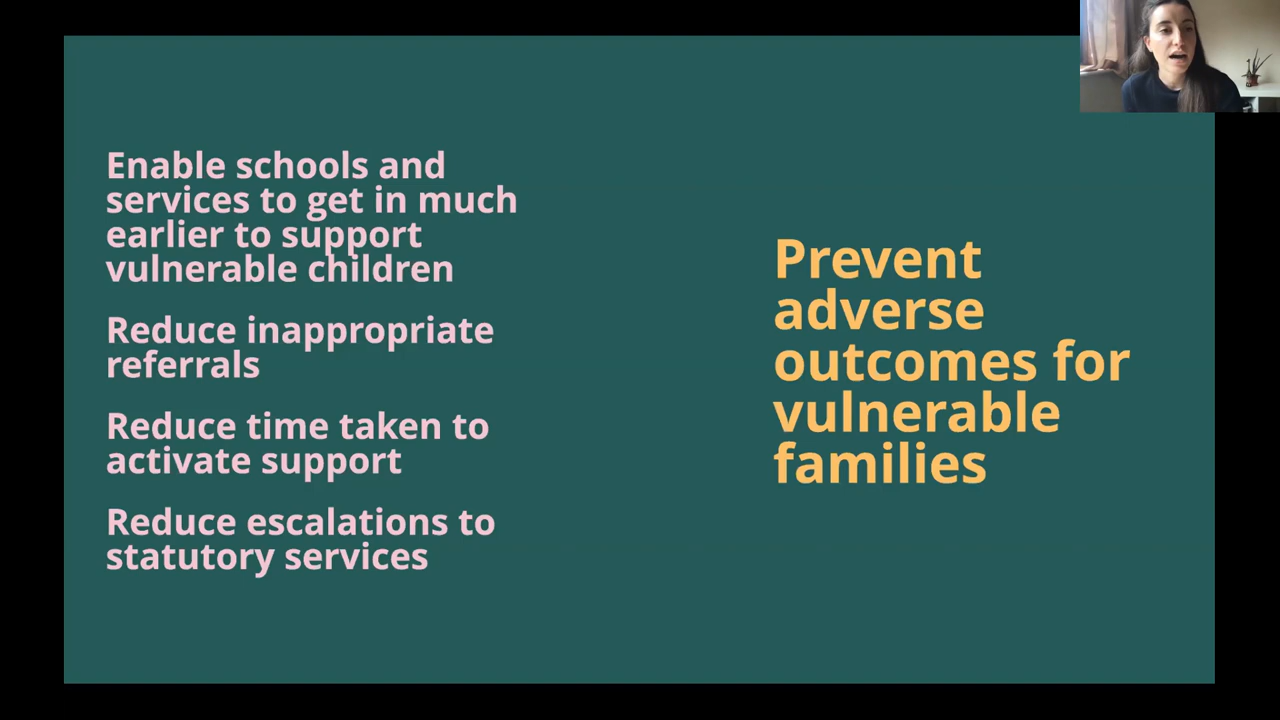 Enable schools and
services to get in much
earlier to support
vulnerable children
Reduce inappropriate
referrals
Reduce time taken to
activate support
Reduce escalations to
statutory services
Prevent
adverse
outcomes for
vulnerable
families